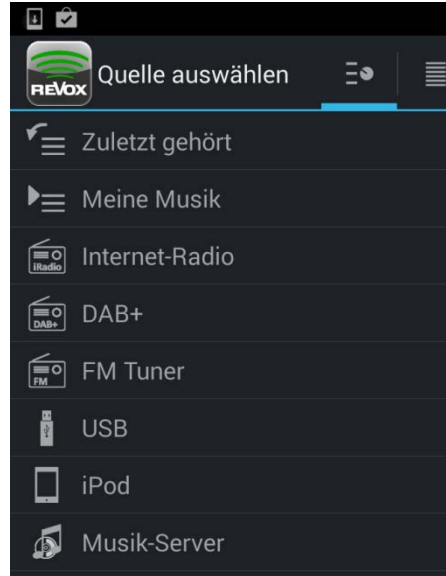 REVOX
Quelle auswählen
Zuletzt gehört
Meine Musik
iRadio
Internet-Radio
DAB+
DAB+
FM
FM Tuner
USB
iPod
Musik-Server